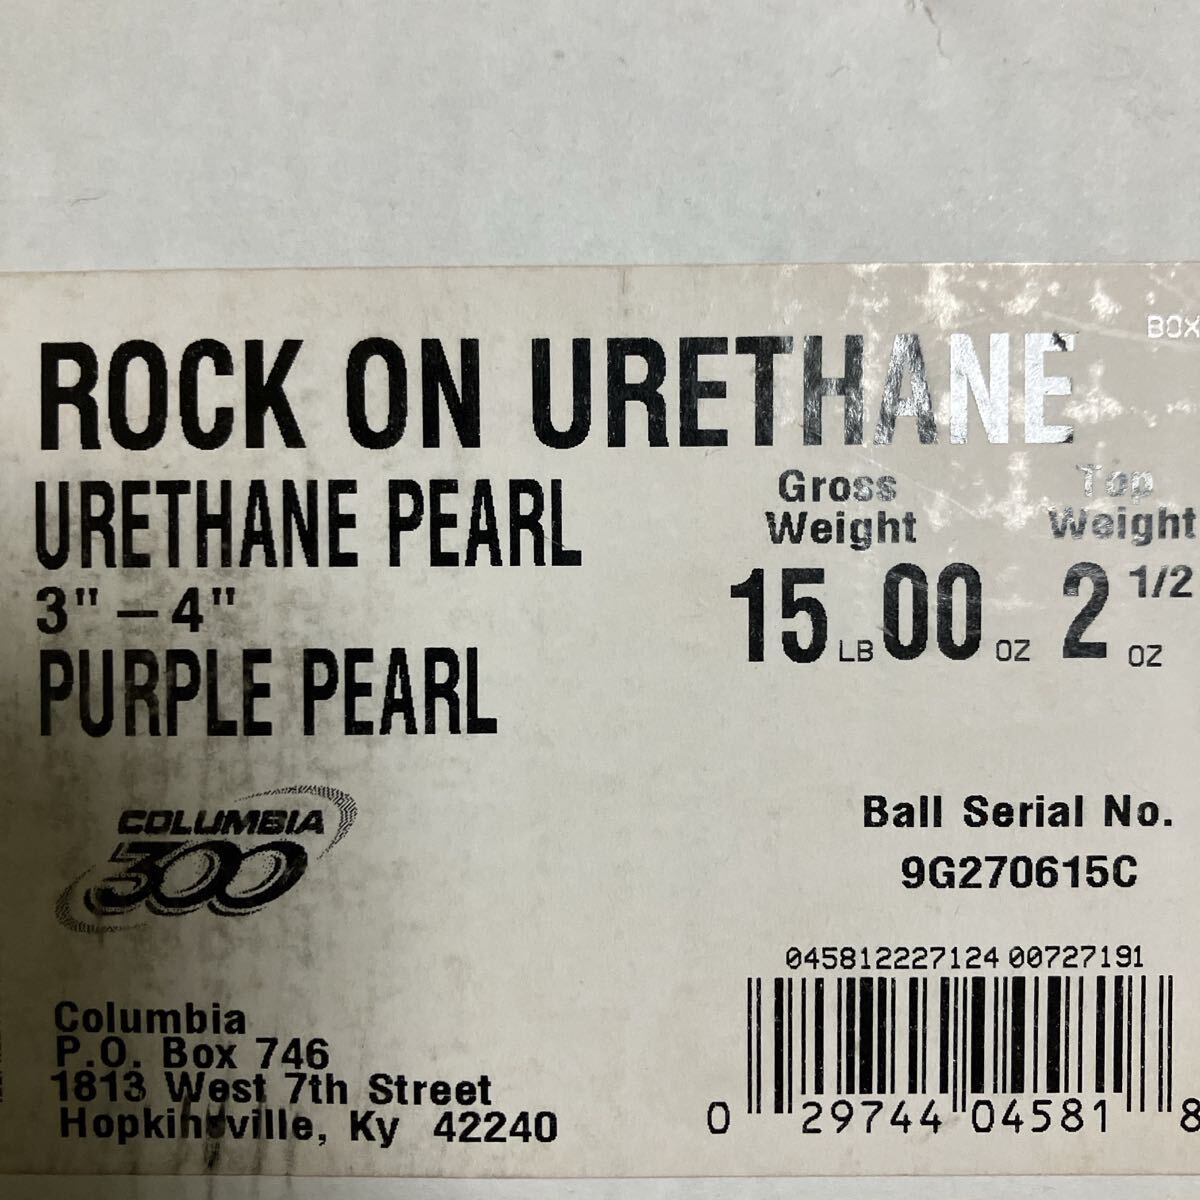 BOX
ROCK ON URETHANE
URETHANE PEARL
3" – 4"
PURPLE PEARL
Gross Weight
15 LB 00 OZ
Top Weight
2 1/2 OZ
COLUMBIA
300
Ball Serial No.
9G270615C
045812227124 00727191
0 29744 04581 8
Columbia
P.O. Box 746
1813 West 7th Street
Hopkinsville, Ky 42240